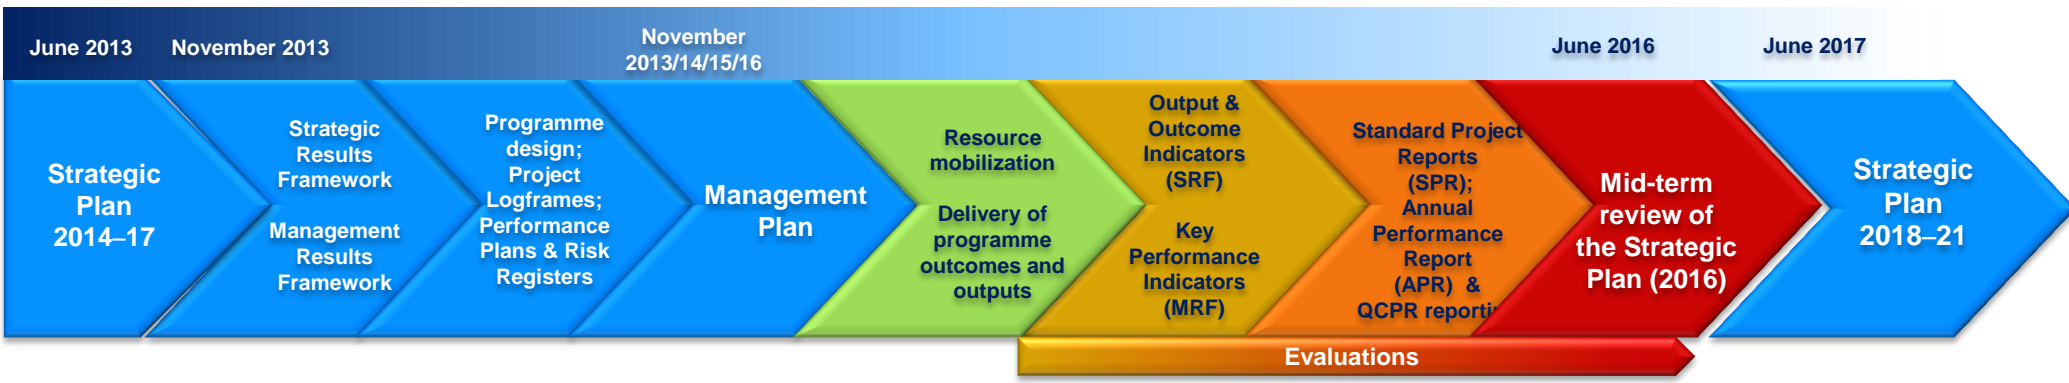 June 2013
November 2013
November
2013/14/15/16
June 2016
June 2017
Strategic
Plan
2014–17
Strategic
Results
Framework
Management
Results
Framework
Programme
design;
Project
Logframes;
Performance
Plans & Risk
Registers
Management
Plan
Resource
mobilization
Delivery of
programme
outcomes and
outputs
Output &
Outcome
Indicators
(SRF)
Key
Performance
Indicators
(MRF)
Standard Project
Reports
(SPR);
Annual
Performance
Report
(APR) &
QCPR reportin
Mid-term
review of
the Strategic
Plan (2016)
Strategic
Plan
2018–21
Evaluations